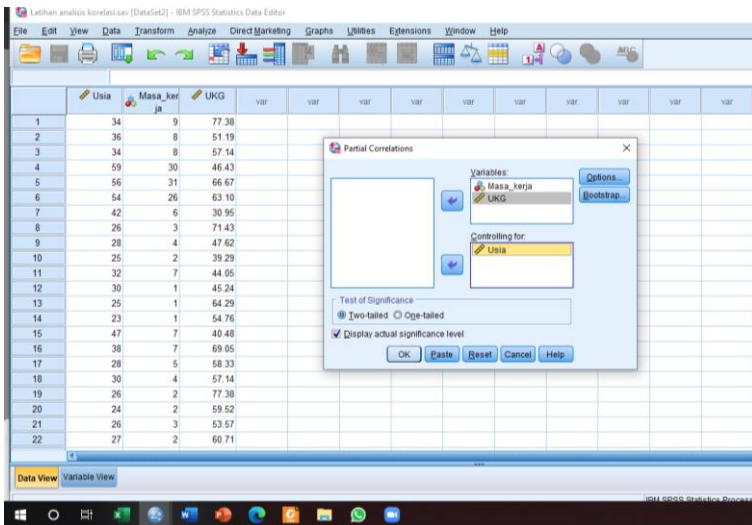 Latihan analisis korelasi.sav [DataSet2] - IBM SPSS Statistics Data Editor
File Edit View Data Transform Analyze Direct Marketing Graphs Utilities Extensions Window Help
Usia Masa_kerja UKG var var var var var var var var var var
1 34 9 77.38
2 36 8 51.19
3 34 8 57.14
4 59 30 46.43
5 56 31 66.67
6 54 26 63.10
7 42 6 30.95
8 26 3 71.43
9 28 4 47.62
10 25 2 39.29
11 32 7 44.05
12 30 1 45.24
13 25 1 64.29
14 23 1 54.76
15 47 7 40.48
16 38 7 69.05
17 28 5 58.33
18 30 4 57.14
19 26 2 77.38
20 24 2 59.52
21 26 3 53.57
22 27 2 60.71
Partial Correlations
Variables:
Masa_kerja
UKG
Options...
Bootstrap...
Controlling for:
Usia
Test of Significance
Two-tailed One-tailed
Display actual significance level
OK Paste Reset Cancel Help
Data View Variable View
IBM SPSS Statistics Process